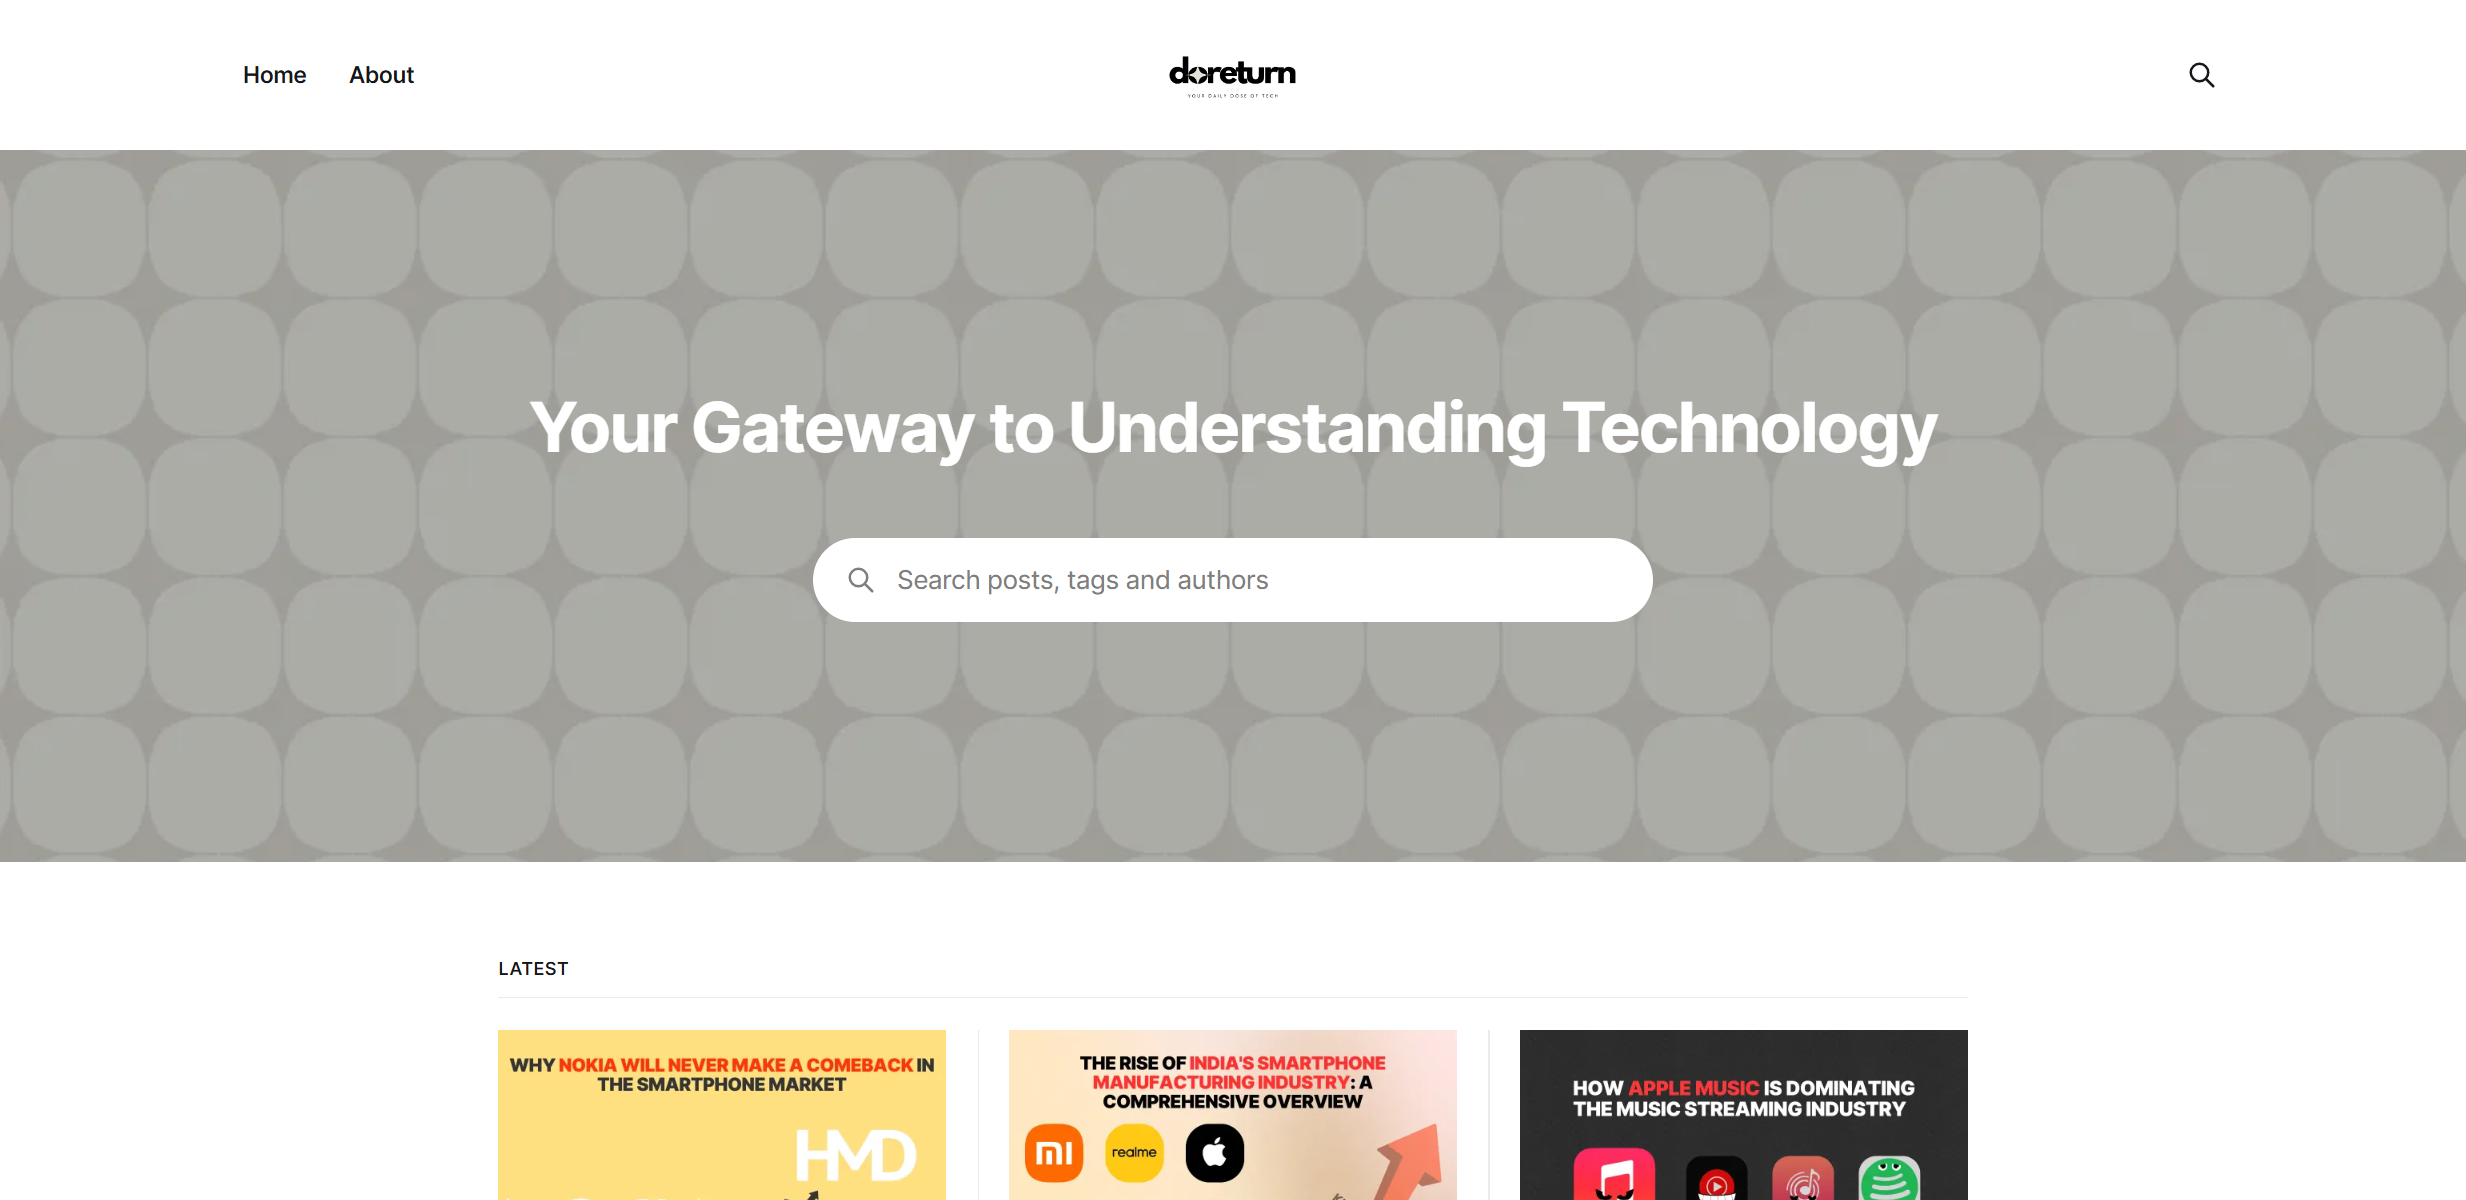 Home
About
doreturn
YOUR DAILY DOSE OF TECH
Your Gateway to Understanding Technology
Search posts, tags and authors
LATEST
WHY NOKIA WILL NEVER MAKE A COMEBACK IN
THE SMARTPHONE MARKET
HMD
THE RISE OF INDIA'S SMARTPHONE
MANUFACTURING INDUSTRY: A
COMPREHENSIVE OVERVIEW
mi
realme
HOW APPLE MUSIC IS DOMINATING
THE MUSIC STREAMING INDUSTRY